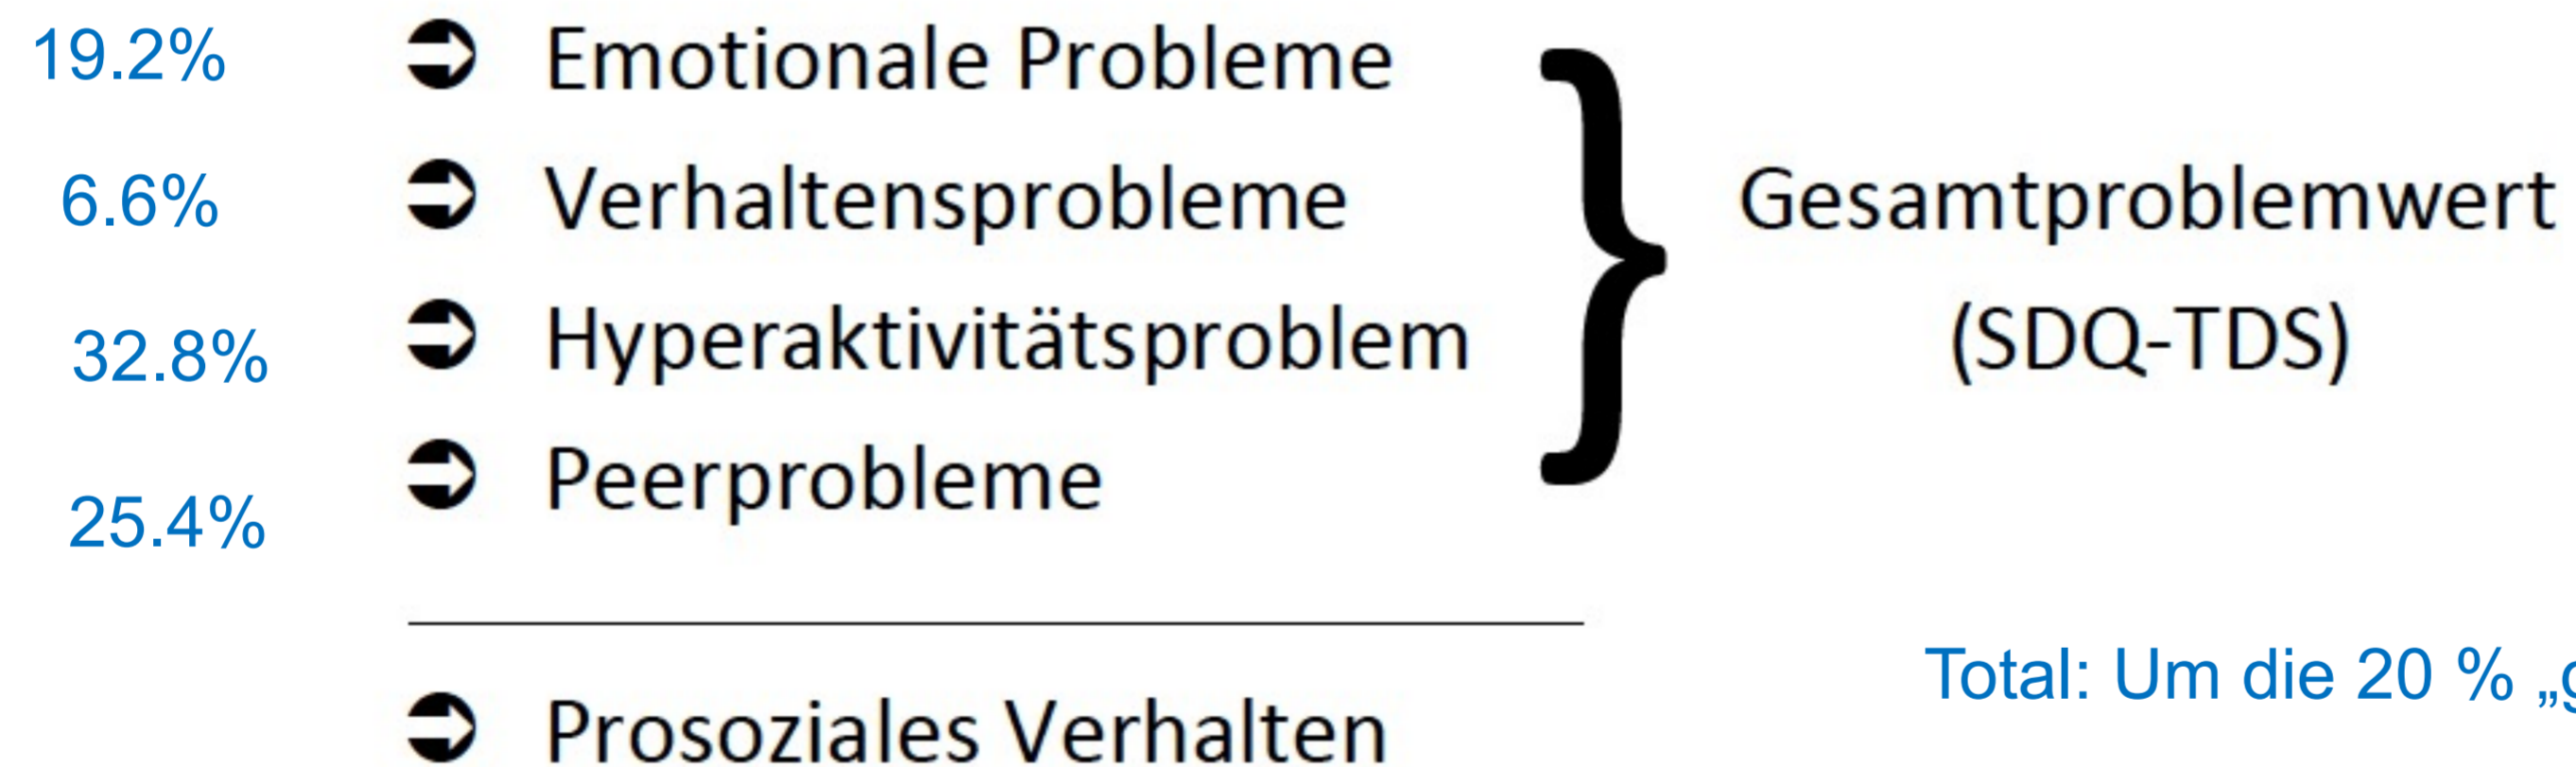 19.2% ➲ Emotionale Probleme
6.6% ➲ Verhaltensprobleme
Gesamtproblemwert
32.8% ➲ Hyperaktivitätsproblem
(SDQ-TDS)
25.4% ➲ Peerprobleme
Total: Um die 20 %
➲ Prosoziales Verhalten